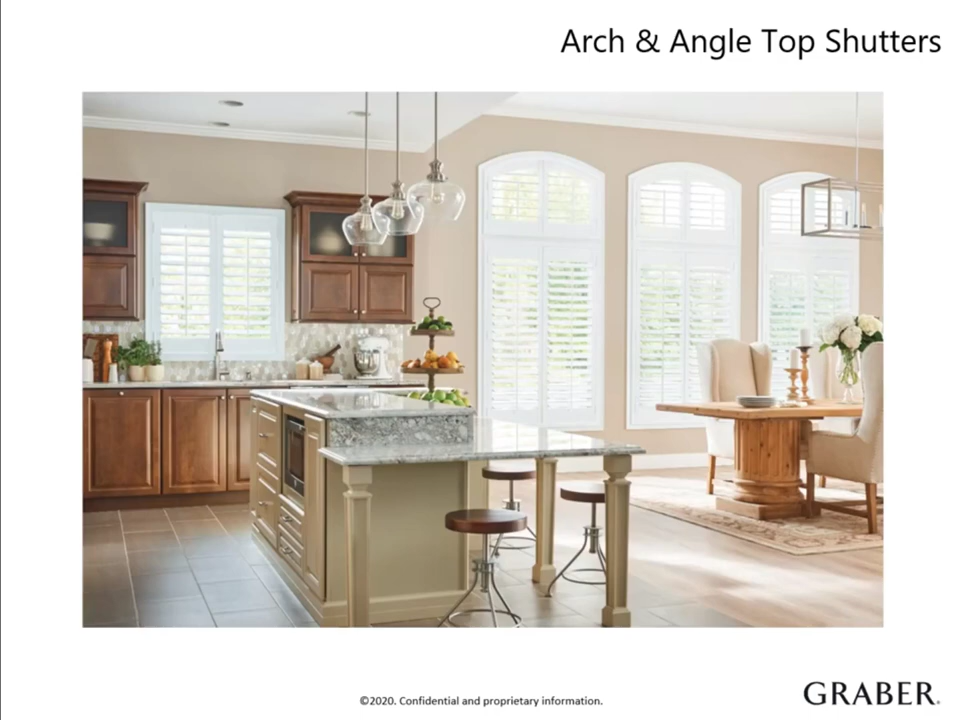 Arch & Angle Top Shutters
©2020. Confidential and proprietary information.
GRABER.